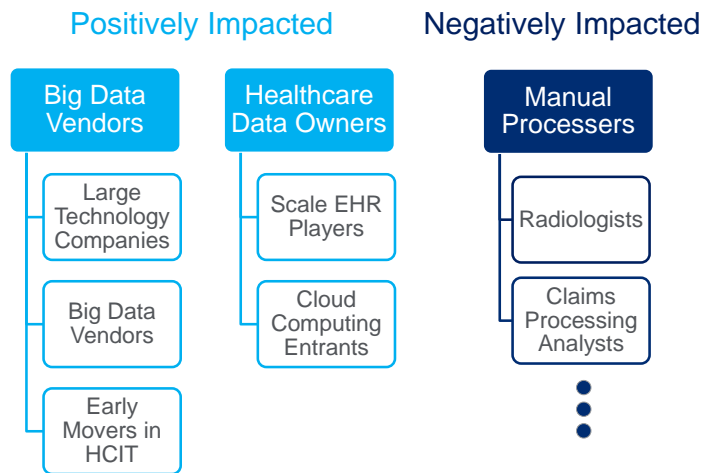 Positively Impacted
Negatively Impacted
Big Data
Vendors
Large
Technology
Companies
Big Data
Vendors
Early
Movers in
HCIT
Healthcare
Data Owners
Scale EHR
Players
Cloud
Computing
Entrants
Manual
Processers
Radiologists
Claims
Processing
Analysts